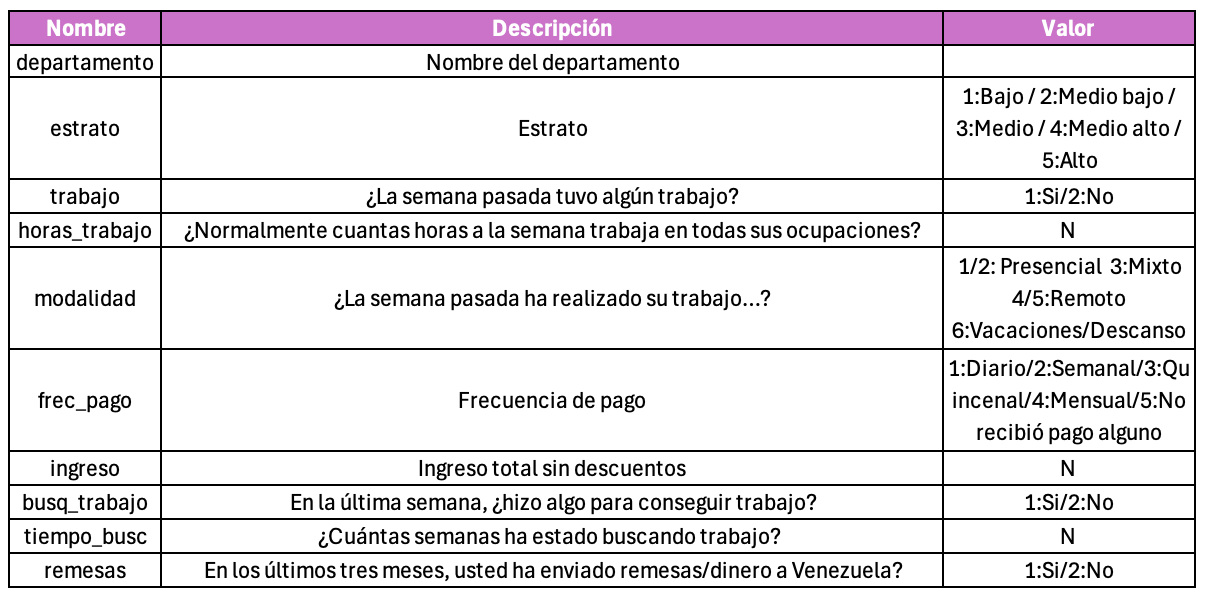 Nombre Descripción Valor
departamento Nombre del departamento
estrato Estrato 1:Bajo / 2:Medio bajo /
3:Medio / 4:Medio alto /
5:Alto
trabajo ¿La semana pasada tuvo algún trabajo? 1:Si/2:No
horas_trabajo ¿Normalmente cuantas horas a la semana trabaja en todas sus ocupaciones? N
modalidad ¿La semana pasada ha realizado su trabajo...? 1/2: Presencial 3:Mixto
4/5:Remoto
6:Vacaciones/Descanso
frec_pago Frecuencia de pago 1:Diario/2:Semanal/3:Qu
incenal/4:Mensual/5:No
recibió pago alguno
ingreso Ingreso total sin descuentos N
busq_trabajo En la última semana, ¿hizo algo para conseguir trabajo? 1:Si/2:No
tiempo_busc ¿Cuántas semanas ha estado buscando trabajo? N
remesas En los últimos tres meses, usted ha enviado remesas/dinero a Venezuela? 1:Si/2:No